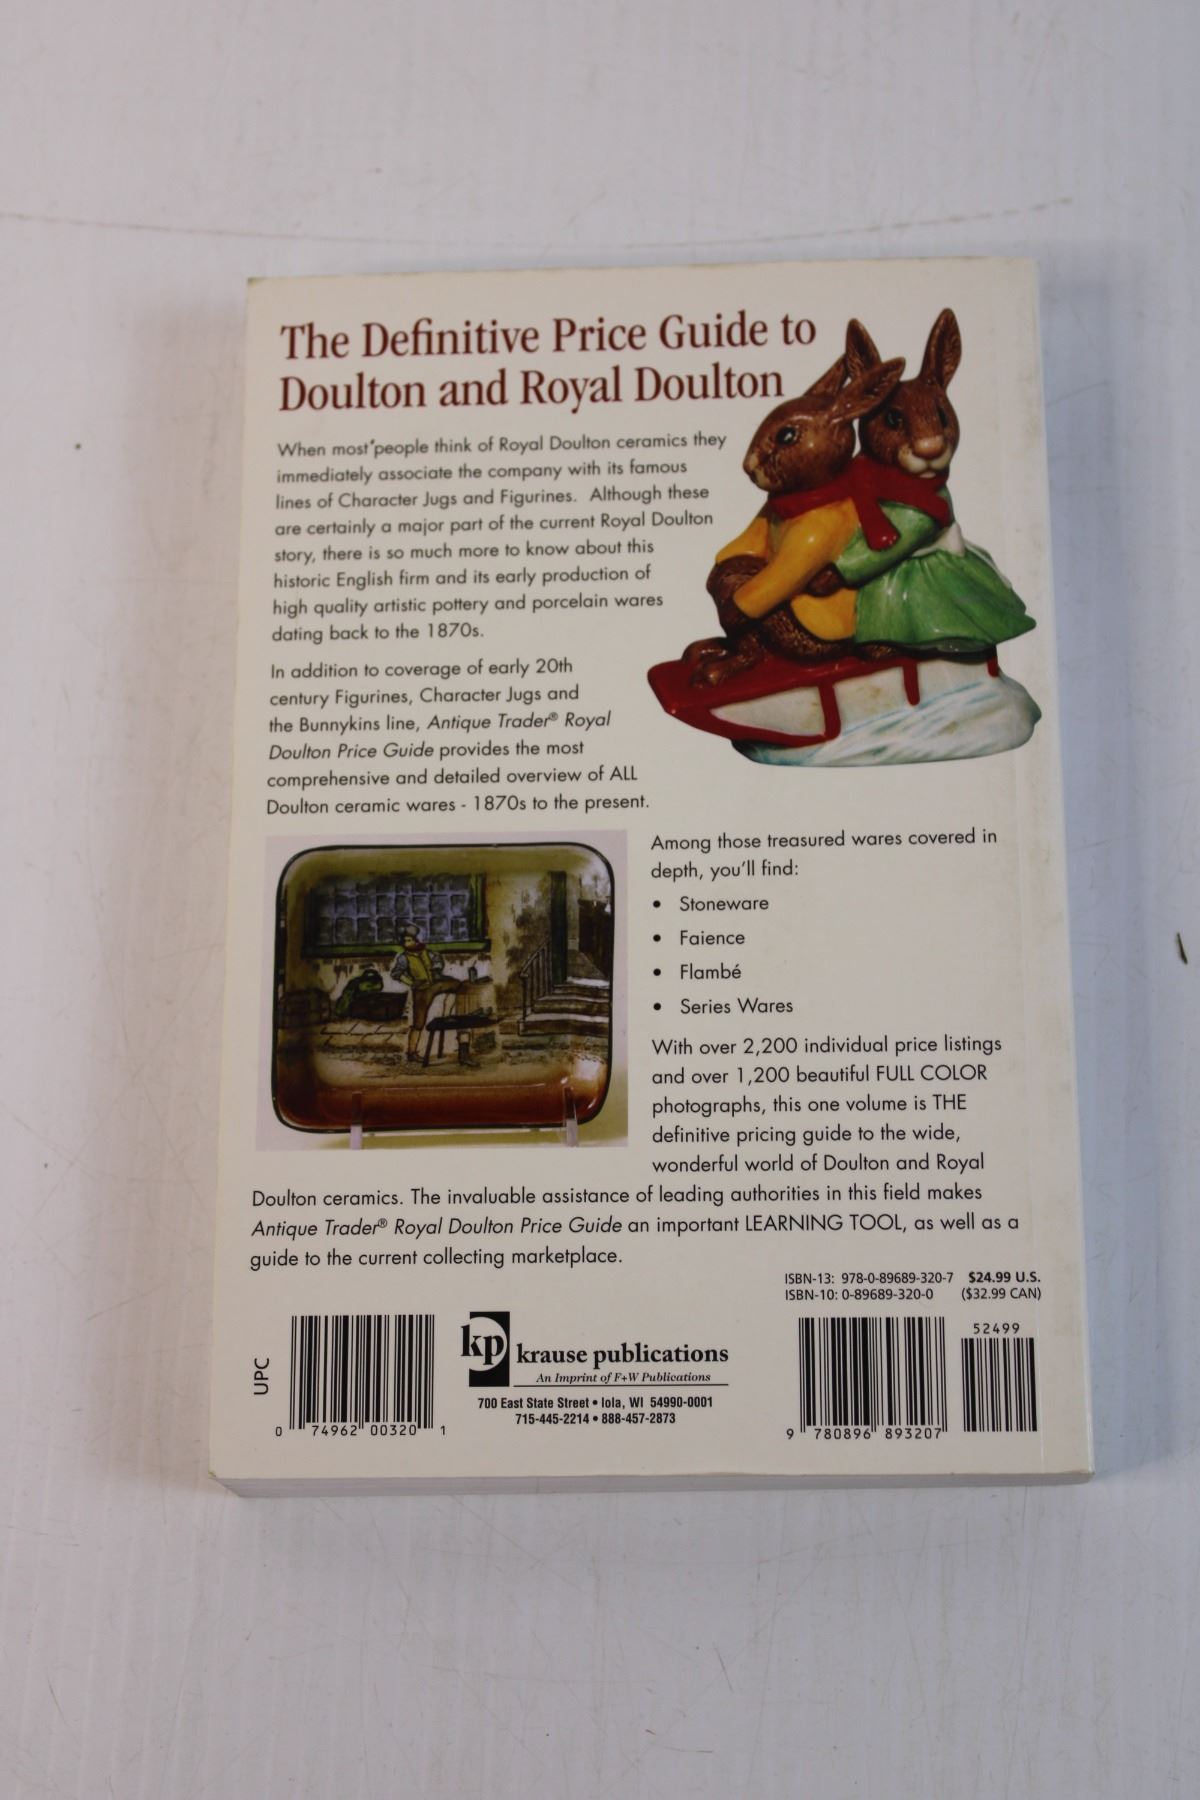 The Definitive Price Guide to
Doulton and Royal Doulton
When most people think of Royal Doulton ceramics they
immediately associate the company with its famous
lines of Character Jugs and Figurines. Although these
are certainly a major part of the current Royal Doulton
story, there is so much more to know about this
historic English firm and its early production of
high quality artistic pottery and porcelain wares
dating back to the 1870s.
In addition to coverage of early 20th
century Figurines, Character Jugs and
the Bunnykins line, Antique Trader® Royal
Doulton Price Guide provides the most
comprehensive and detailed overview of ALL
Doulton ceramic wares - 1870s to the present.
Among those treasured wares covered in
depth, you'll find:
• Stoneware
• Faience
• Flambé
• Series Wares
With over 2,200 individual price listings
and over 1,200 beautiful FULL COLOR
photographs, this one volume is THE
definitive pricing guide to the wide,
wonderful world of Doulton and Royal
Doulton ceramics. The invaluable assistance of leading authorities in this field makes
Antique Trader® Royal Doulton Price Guide an important LEARNING TOOL, as well as a
guide to the current collecting marketplace.
ISBN-13: 978-0-89689-320-7 $24.99 U.S.
ISBN-10: 0-89689-320-0 ($32.99 CAN)
UPC
0 74962 00320 1
kp krause publications
An Imprint of F+W Publications
700 East State Street • Iola, WI 54990-0001
715-445-2214 • 888-457-2873
52499
9 780896 893207